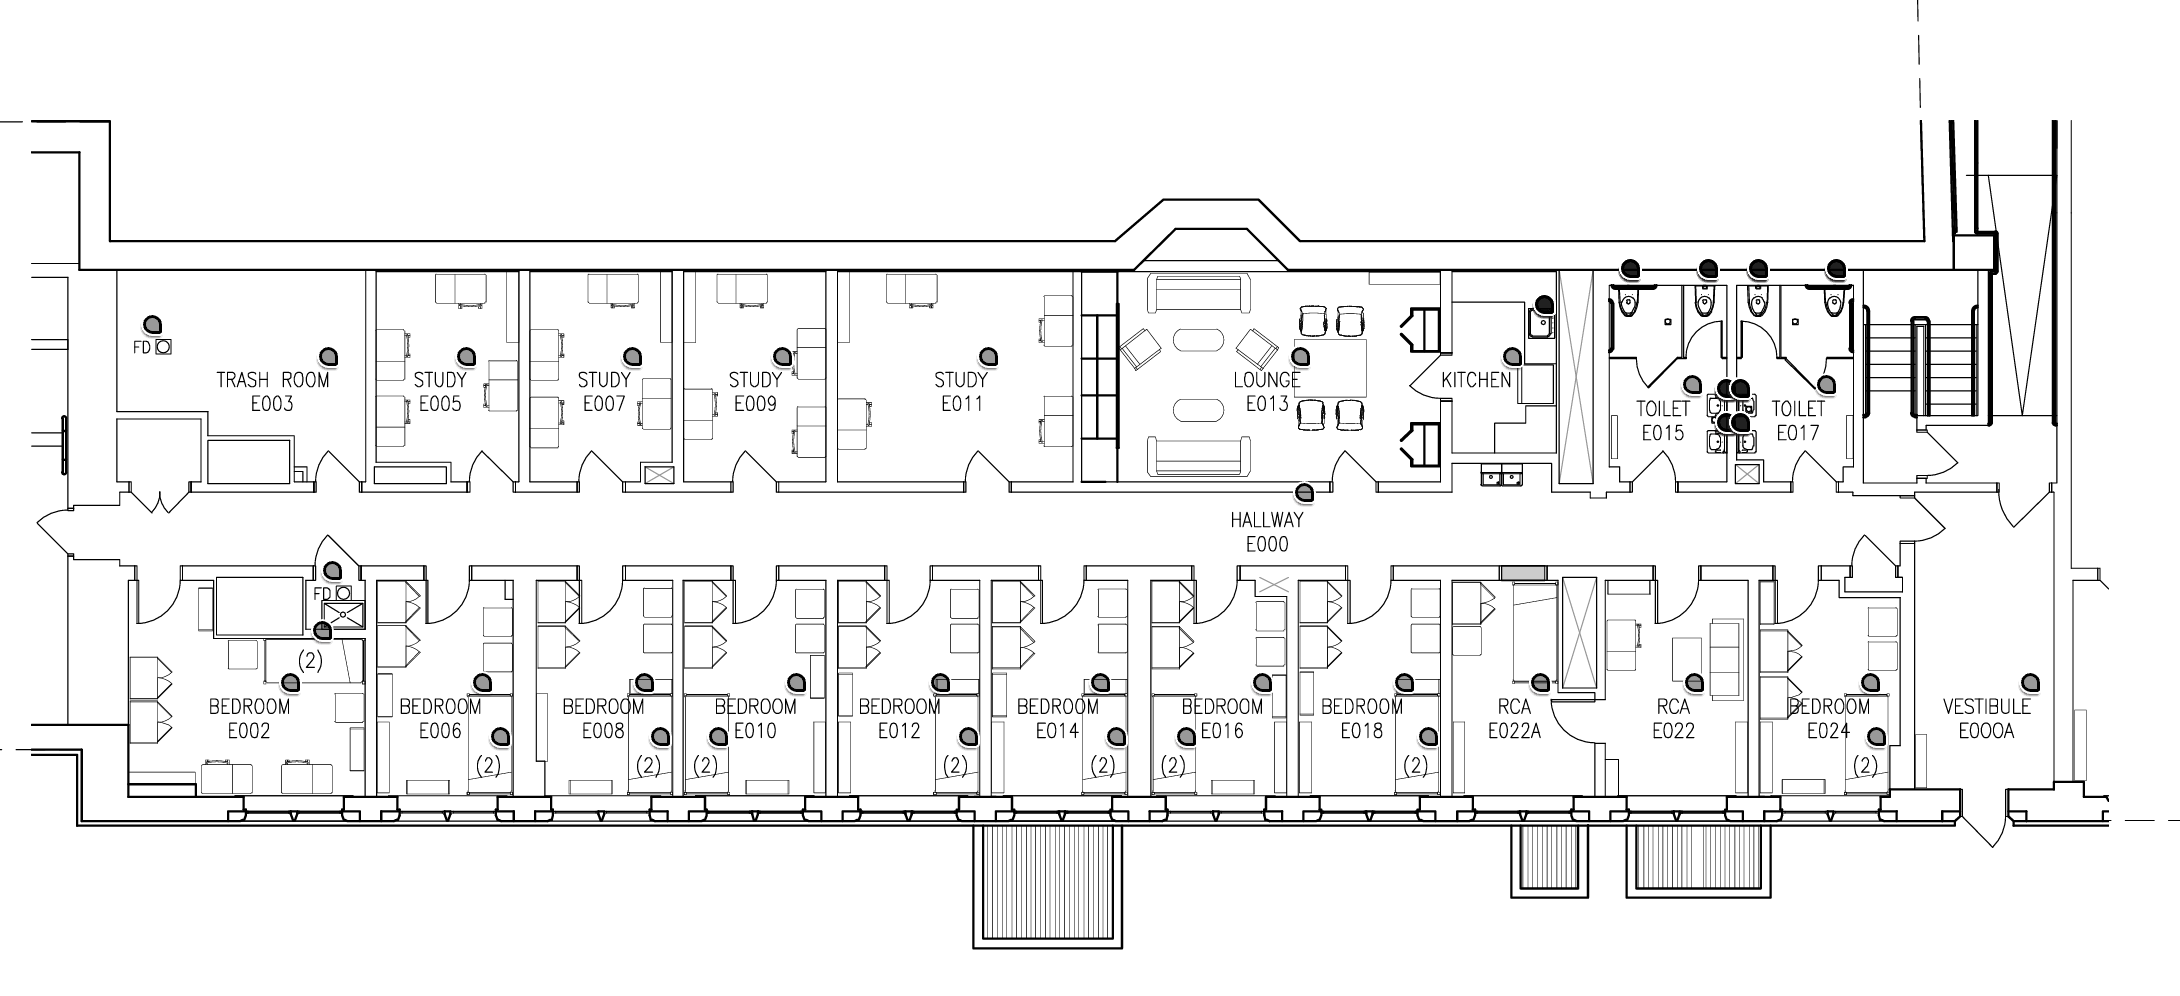 FD
TRASH ROOM
E003
STUDY
E005
STUDY
E007
STUDY
E009
STUDY
E011
LOUNGE
E013
KITCHEN
TOILET
E015
TOILET
E017
HALLWAY
E000
FD
(2)
BEDROOM
E002
BEDROOM
E006
(2)
BEDROOM
E008
(2)
BEDROOM
E010
(2)
BEDROOM
E012
(2)
BEDROOM
E014
(2)
BEDROOM
E016
(2)
BEDROOM
E018
(2)
RCA
E022A
RCA
E022
BEDROOM
E024
(2)
VESTIBULE
E000A